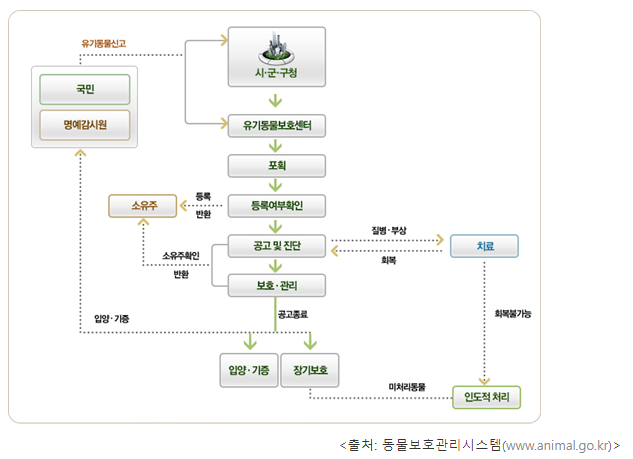 유기동물신고
시·군·구청
국민
명예감시원
유기동물보호센터
포획
등록
소유주
등록여부확인
반환
질병·부상
공고 및 진단
치료
소유주확인
회복
반환
보호·관리
입양·기증
공고종료
회복불가능
입양·기증
장기보호
미처리동물
인도적 처리
<출처: 동물보호관리시스템(www.animal.go.kr)>